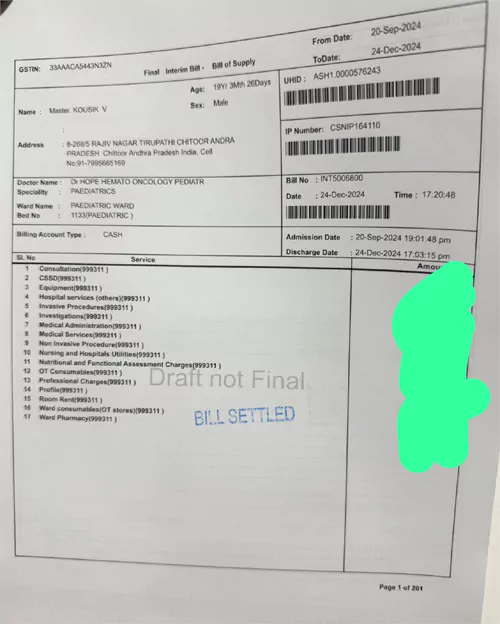 From Date: 20-Sep-2024
ToDate: 24-Dec-2024
GSTIN: 33AAACA5443N3ZN
Final Interim Bill - Bill of Supply
Age: 19Yr 3Mth 26Days
Sex: Male
UHID : ASH1.0000576243
Name : Master. KOUSIK V
:
IP Number: CSNIP164110
Address : 8-268/5 RAJIV NAGAR TIRUPATHI CHITOOR ANDRA
PRADESH Chittoor Andhra Pradesh India, Cell
No:91-7995685169
Doctor Name : Dr HOPE HEMATO ONCOLOGY PEDIATR
Speciality : PAEDIATRICS
Bill No : INT5006800
Date : 24-Dec-2024 Time : 17:20:48
Ward Name : PAEDIATRIC WARD
Bed No : 1133(PAEDIATRIC )
Billing Account Type : CASH
Admission Date : 20-Sep-2024 19:01:48 pm
Discharge Date : 24-Dec-2024 17:03:15 pm
SL No Service
1 Consultation(999311 )
2 CSSD(999311 )
3 Equipment(999311 )
4 Hospital services (others)(999311 )
5 Invasive Procedures(999311 )
6 Investigations(999311 )
7 Medical Administration(999311 )
8 Medical Services(999311 )
9 Non Invasive Procedure(999311 )
10 Nursing and Hospitals Utilities(999311 )
11 Nutritional and Functional Assessment Charges(999311 )
12 OT Consumables(999311 )
13 Professional Charges(999311 )
14 Profile(999311 )
15 Room Rent(999311 )
16 Ward consumables(OT stores)(999311 )
17 Ward Pharmacy(999311 )
Draft not Final
BILL SETTLED
Page 1 of 201